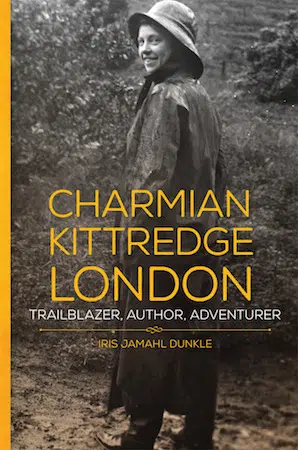 CHARMIAN
KITTREDGE
LONDON
TRAILBLAZER, AUTHOR, ADVENTURER
IRIS JAMAHL DUNKLE